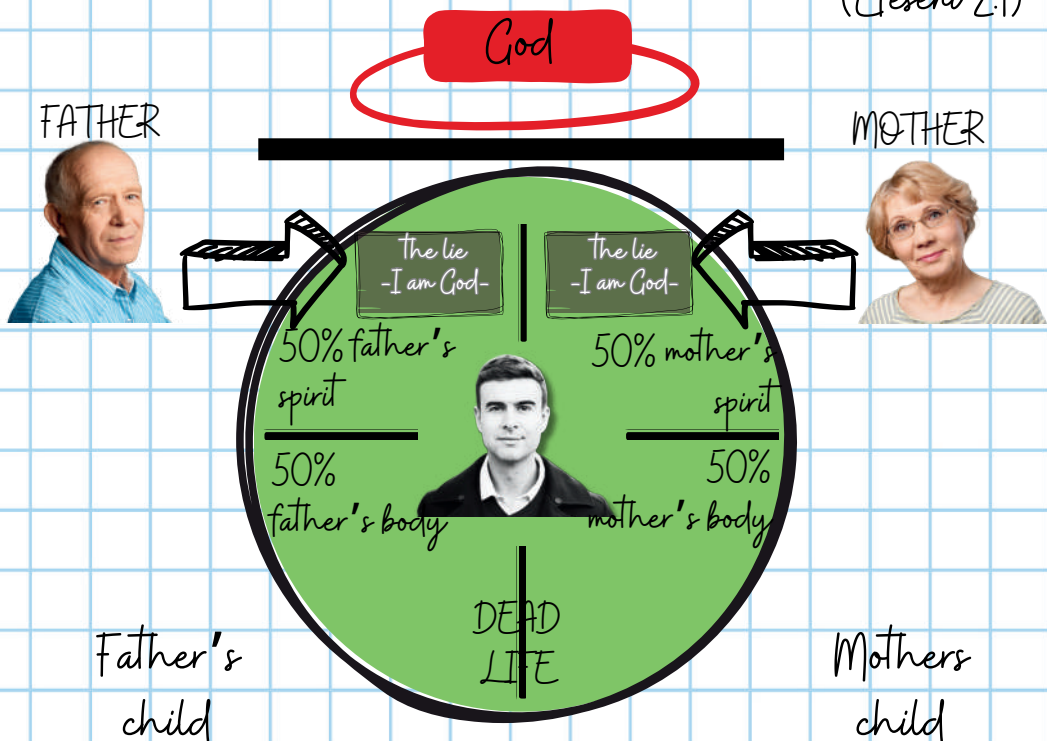 God
FATHER
MOTHER
the lie
-I am God-
the lie
-I am God-
50% father's
spirit
50% mother's
spirit
50%
father's body
50%
mother's body
DEAD
LIFE
Father's
child
Mothers
child